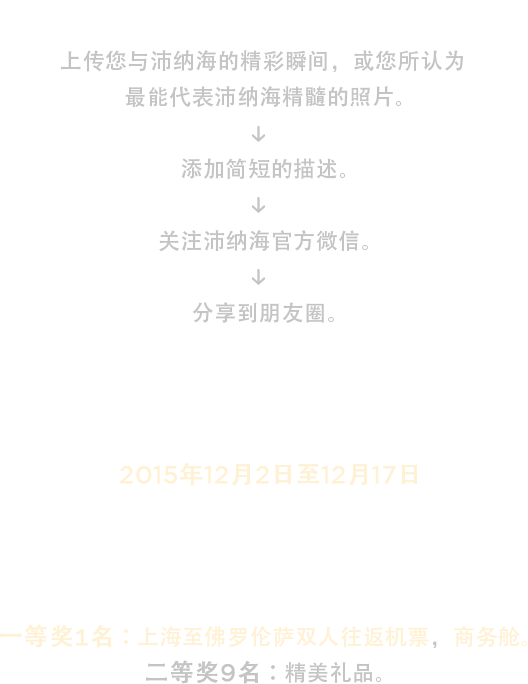 上传您与沛纳海的精彩瞬间，或您所认为
最能代表沛纳海精髓的照片。
↓
添加简短的描述。
↓
关注沛纳海官方微信。
↓
分享到朋友圈。
2015年12月2日至12月17日
一等奖1名：上海至佛罗伦萨双人往返机票，商务舱。
二等奖9名：精美礼品。